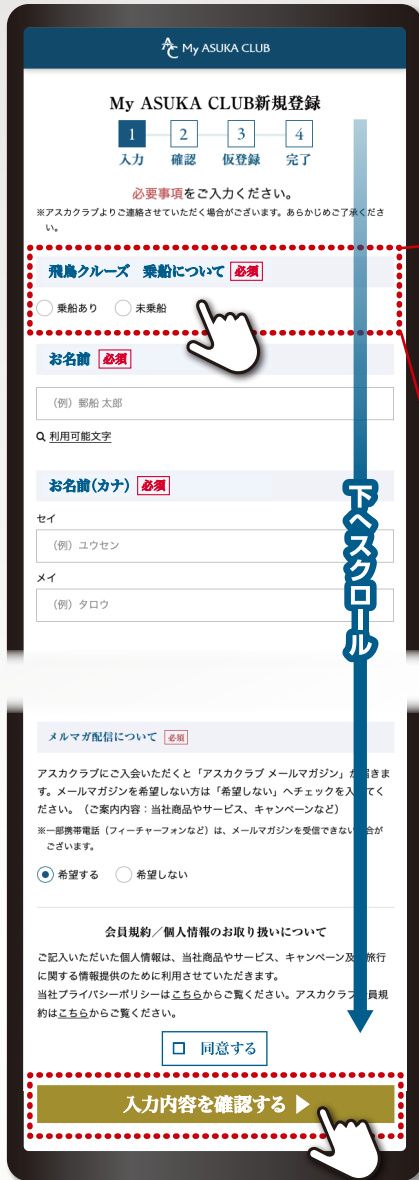 My ASUKA CLUB
My ASUKA CLUB新規登録
1 2 3 4
入力 確認 仮登録 完了
必要事項をご入力ください。
※アスカクラブよりご連絡させていただく場合がございます。あらかじめご了承くださ
い。
飛鳥クルーズ 乗船について 必須
乗船あり 未乗船
お名前 必須
(例) 郵船 太郎
利用可能文字
お名前(カナ) 必須
セイ
(例) ユウセン
メイ
(例) タロウ
下へスクロール
メルマガ配信について 必須
アスカクラブにご入会いただくと「アスカクラブ メールマガジン」が届きま
す。メールマガジンを希望しない方は「希望しない」へチェックを入てく
ださい。(ご案内容:当社商品やサービス、キャンペーンなど)
※一部携帯電話(フィーチャーフォンなど)は、メールマガジンを受信できない合が
ございます。
希望する 希望しない
会員規約／個人情報のお取り扱いについて
ご記入いただいた個人情報は、当社商品やサービス、キャンペーン及旅行
に関する情報提供のために利用させていただきます。
当社プライバシーポリシーはこちらからご覧ください。アスカクラブ員規
約はこちらからご覧ください。
同意する
入力内容を確認する ▶